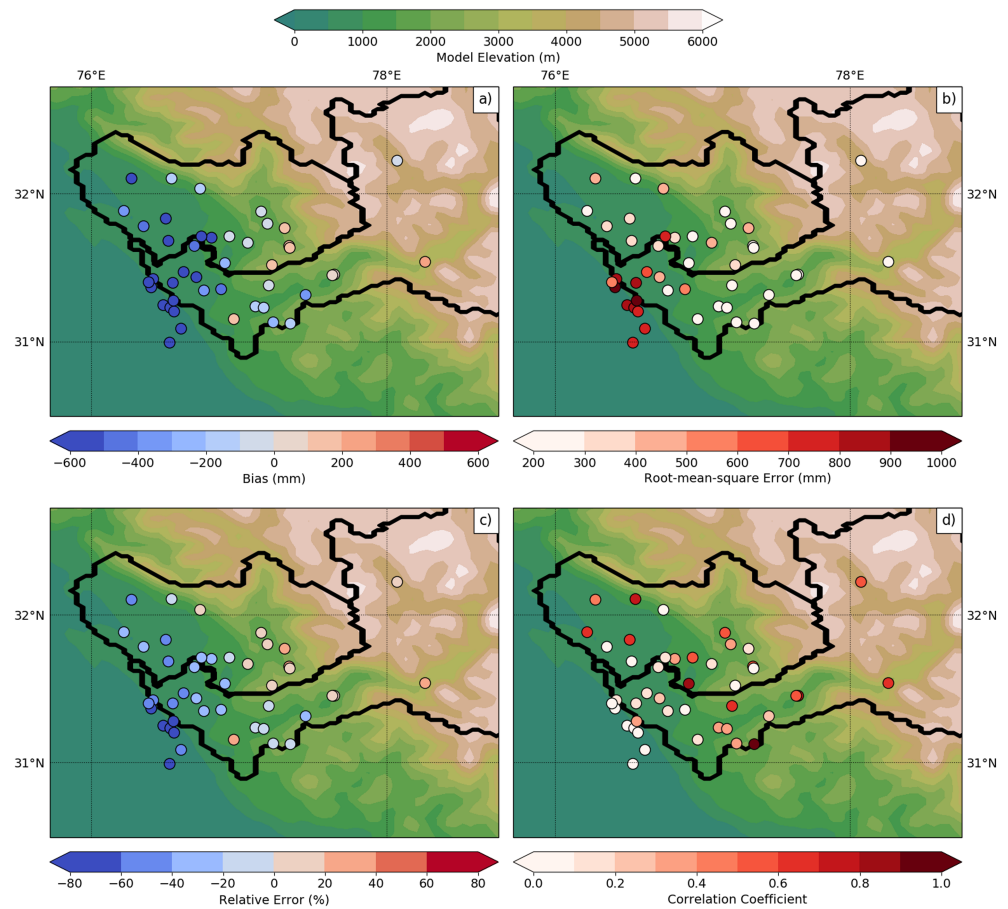 0 1000 2000 3000 4000 5000 6000
Model Elevation (m)
76°E 78°E 76°E 78°E
a) b)
32°N 32°N
31°N 31°N
−600 −400 −200 0 200 400 600
Bias (mm)
200 300 400 500 600 700 800 900 1000
Root-mean-square Error (mm)
c) d)
32°N 32°N
31°N 31°N
−80 −60 −40 −20 0 20 40 60 80
Relative Error (%)
0.0 0.2 0.4 0.6 0.8 1.0
Correlation Coefficient